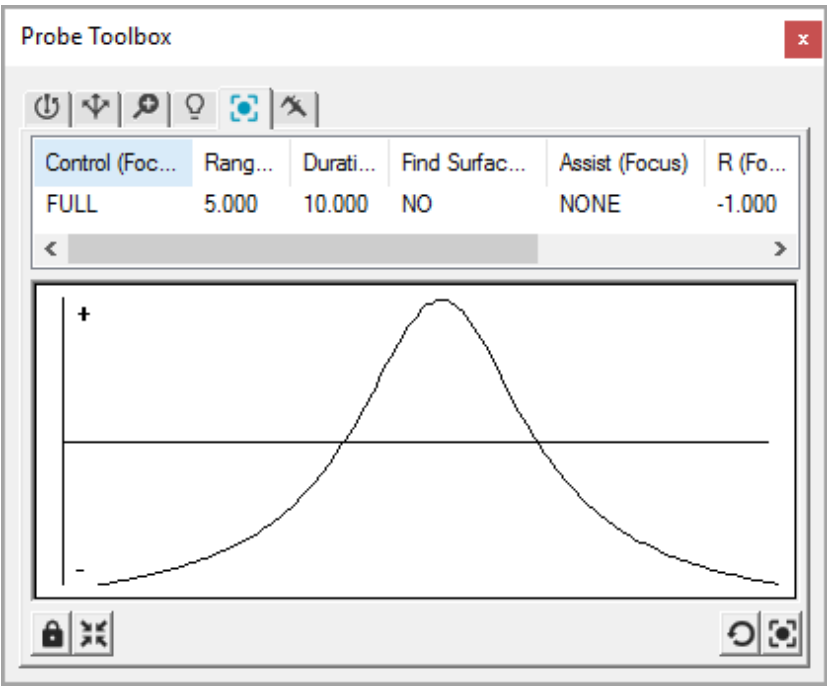 Probe Toolbox
x
Control (Foc... Rang... Durati... Find Surfac... Assist (Focus) R (Fo...
FULL 5.000 10.000 NO NONE -1.000
+
-